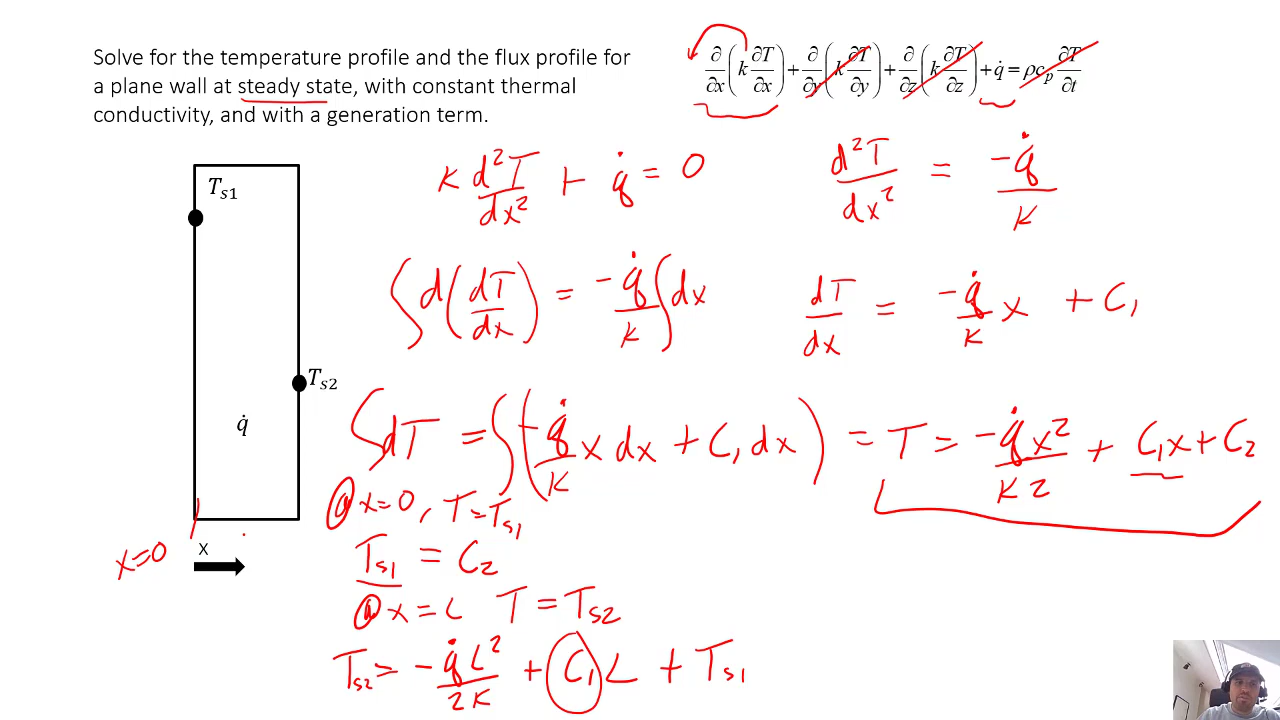 Solve for the temperature profile and the flux profile for
a plane wall at steady state, with constant thermal
conductivity, and with a generation term.
∂/∂x (k ∂T/∂x) + ∂/∂y (k ∂T/∂y) + ∂/∂z (k ∂T/∂z) + q̇ = ρc_p ∂T/∂t
k d²T/dx² + q̇ = 0
d²T/dx² = -q̇/k
T_s1
∫ d(dT/dx) = -q̇/k ∫ dx
dT/dx = -q̇/k x + C₁
T_s2
q̇
∫ dT = ∫ (-q̇/k x dx + C₁ dx) = T = -q̇x²/k2 + C₁x + C₂
@ x=0, T=T_s1
x=0
x
T_s1 = C₂
@ x = L T = T_s2
T_s2 = -q̇L²/2k + C₁L + T_s1